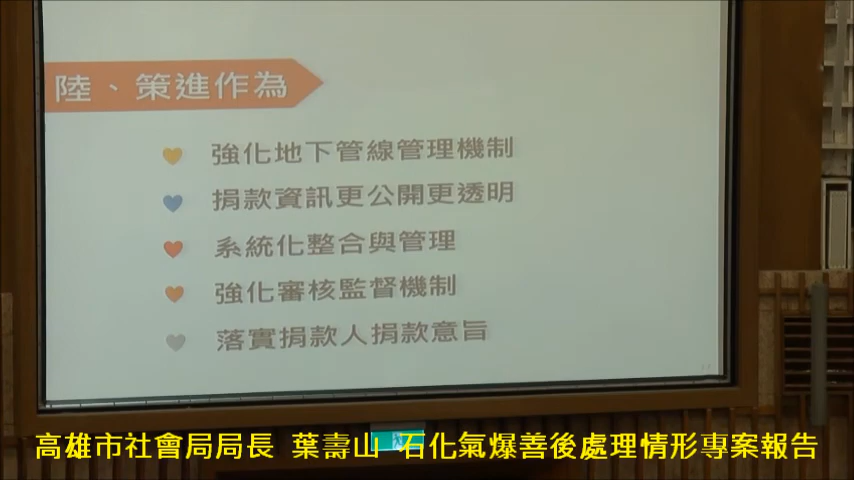 陸、策進作為
強化地下管線管理機制
捐款資訊更公開更透明
系統化整合與管理
強化審核監督機制
落實捐款人捐款意旨
高雄市社會局局長 葉壽山 石化氣爆善後處理情形專案報告